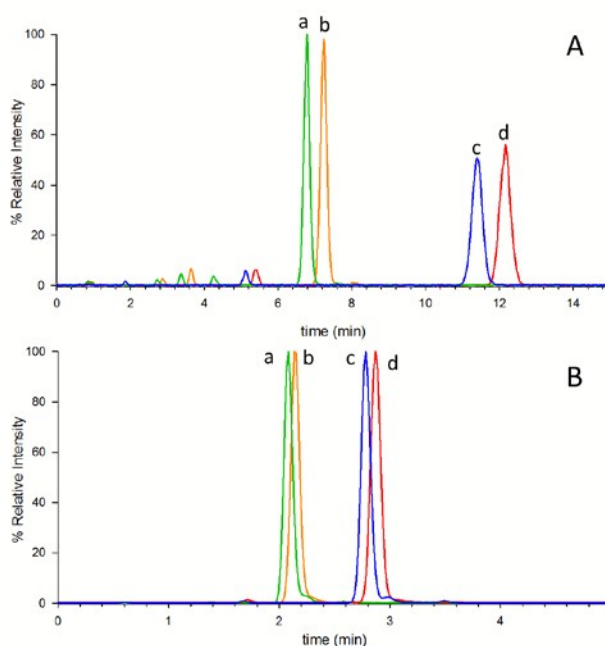 a b
A
100
80
d
c
60
40
20
0
% Relative Intensity
0 2 4 6 8 10 12 14
time (min)
100
a b c d
B
80
60
40
20
0
% Relative Intensity
0 1 2 3 4
time (min)